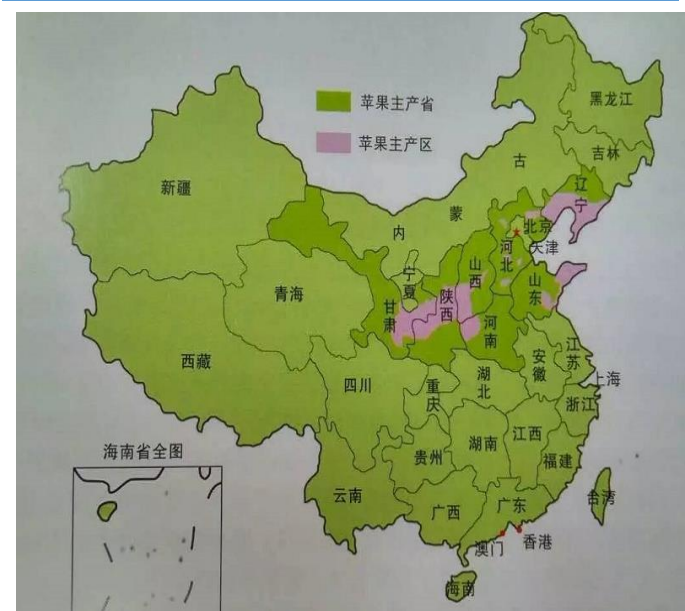 苹果主产省
苹果主产区
黑龙江
吉林
辽宁
古
蒙
内
新疆
北京
天津
河北
山西
山东
宁夏
青海
甘肃
陕西
河南
西藏
四川
重庆
湖北
安徽
江苏
上海
浙江
海南省全图
贵州
湖南
江西
福建
云南
广西
广东
台湾
澳门
香港
海南